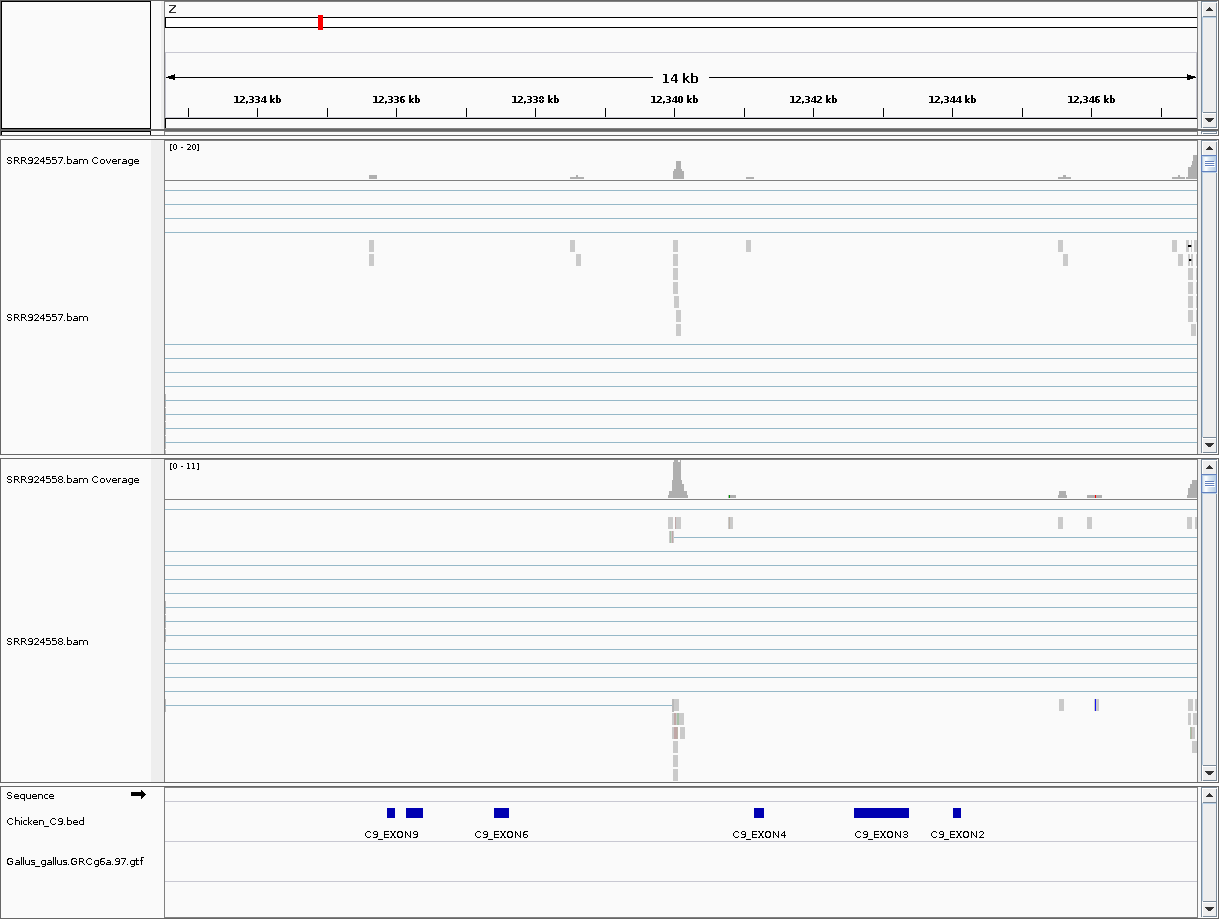 Z
14 kb
12,334 kb 12,336 kb 12,338 kb 12,340 kb 12,342 kb 12,344 kb 12,346 kb
[0 - 20]
SRR924557.bam Coverage
SRR924557.bam
[0 - 11]
SRR924558.bam Coverage
SRR924558.bam
Sequence
Chicken_C9.bed
C9_EXON9 C9_EXON6 C9_EXON4 C9_EXON3 C9_EXON2
Gallus_gallus.GRCg6a.97.gtf